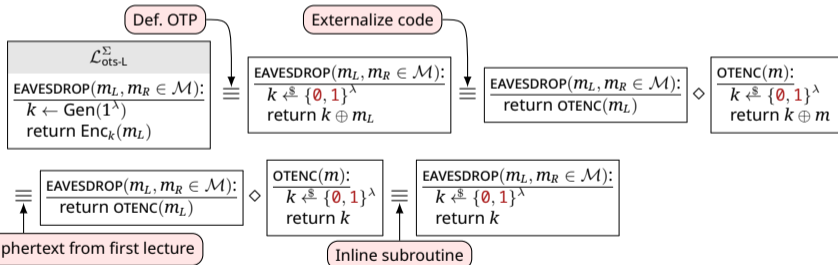 Def. OTP
Externalize code
ℒ^Σ_ots-L
EAVESDROP(m_L, m_R ∈ ℳ):
k ← Gen(1^λ)
return Enc_k(m_L)
≡
EAVESDROP(m_L, m_R ∈ ℳ):
k ↞$ {0, 1}^λ
return k ⊕ m_L
≡
EAVESDROP(m_L, m_R ∈ ℳ):
return OTENC(m_L)
⋄
OTENC(m):
k ↞$ {0, 1}^λ
return k ⊕ m
≡
EAVESDROP(m_L, m_R ∈ ℳ):
return OTENC(m_L)
⋄
OTENC(m):
k ↞$ {0, 1}^λ
return k
≡
EAVESDROP(m_L, m_R ∈ ℳ):
k ↞$ {0, 1}^λ
return k
phertext from first lecture
Inline subroutine